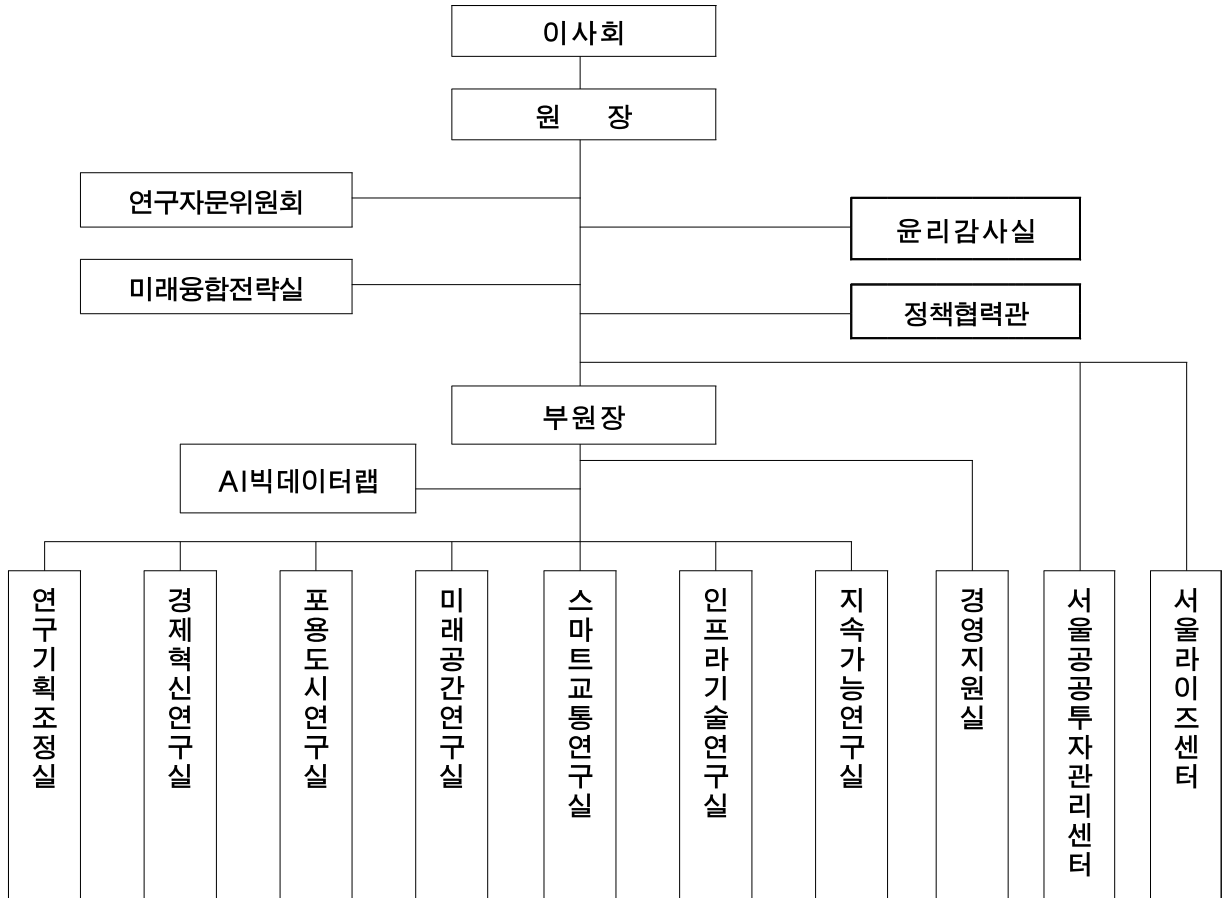 이사회
원 장
연구자문위원회
윤리감사실
미래융합전략실
정책협력관
부원장
AI빅데이터랩
연구기획조정실
경제혁신연구실
포용도시연구실
미래공간연구실
스마트교통연구실
인프라기술연구실
지속가능연구실
경영지원실
서울공공투자관리센터
서울라이즈센터